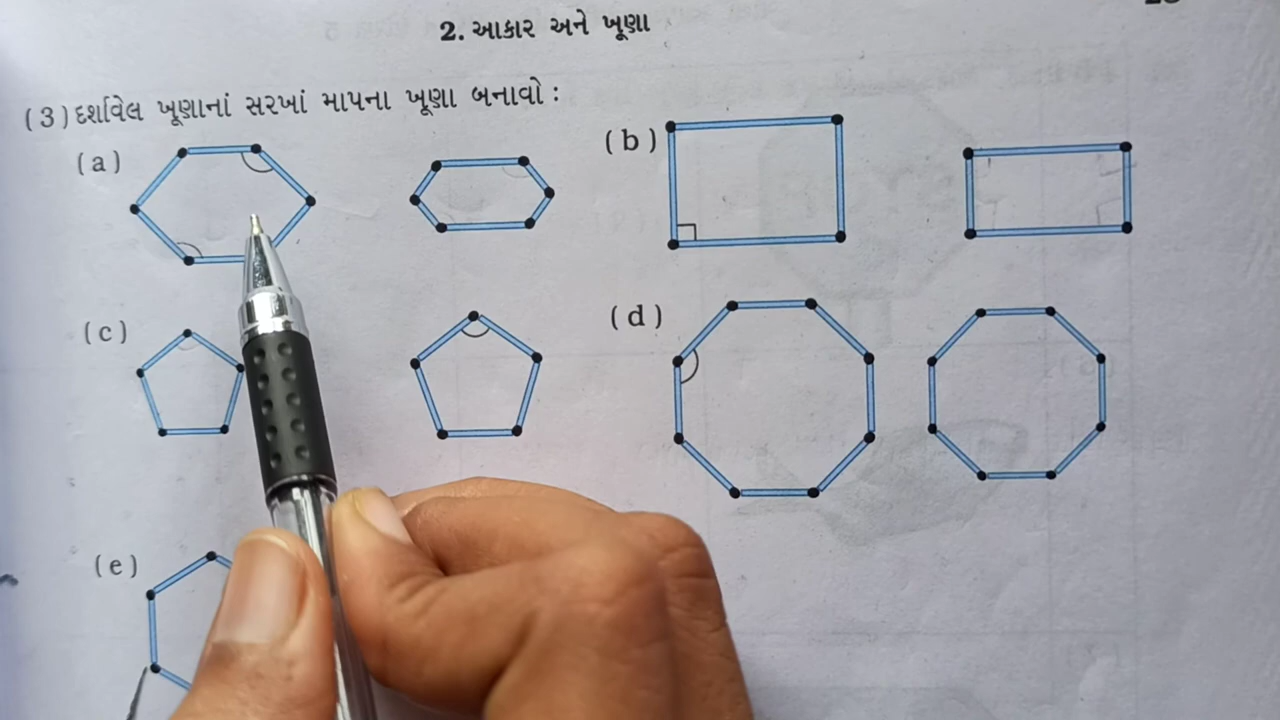 2. આકાર અને ખૂણા
(3) દર્શાવેલ ખૂણાનાં સરખાં માપના ખૂણા બનાવો :
(a)
(b)
(c)
(d)
(e)